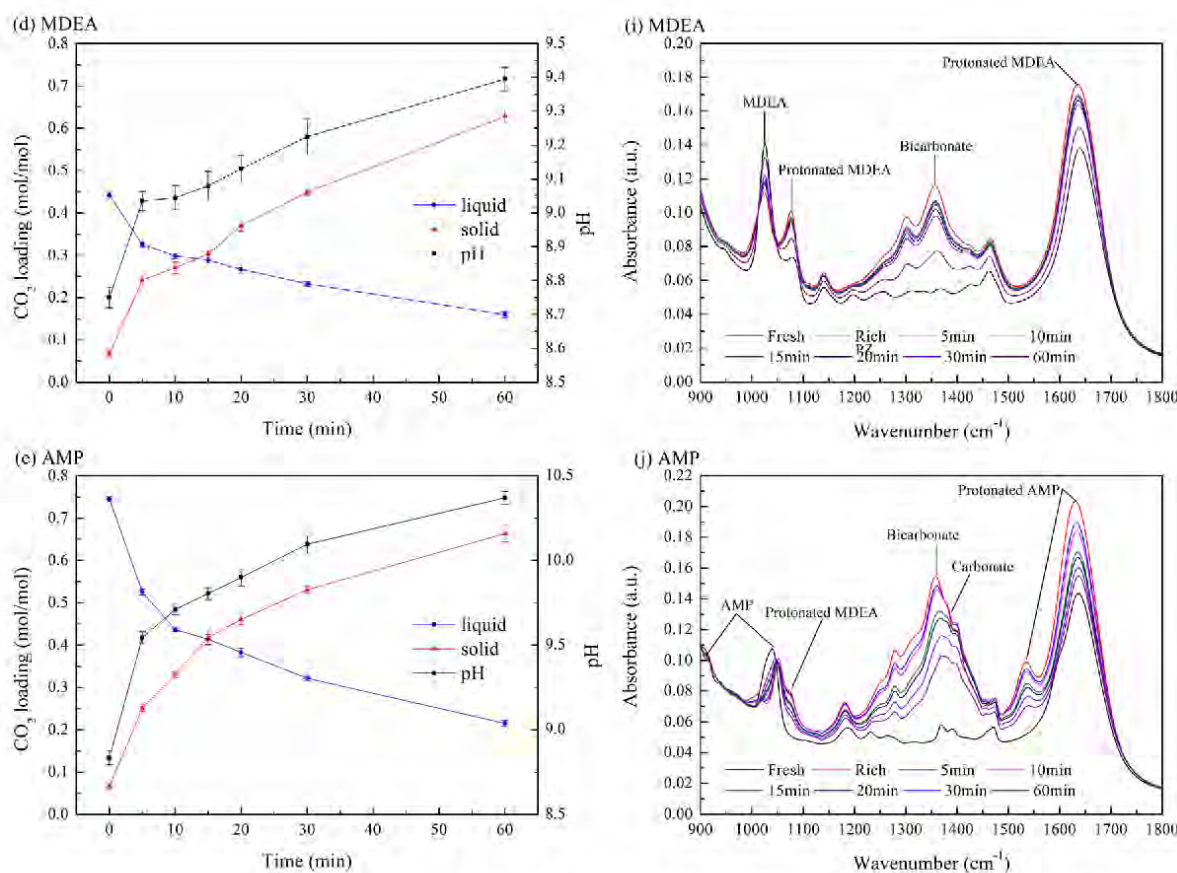 (d) MDEA
0.8
0.7
0.6
0.5
0.4
0.3
0.2
0.1
0.0
CO2 loading (mol/mol)
9.5
9.4
9.3
9.2
9.1
9.0
8.9
8.8
8.7
8.6
8.5
pH
liquid
solid
pH
0 10 20 30 40 50 60
Time (min)
(i) MDEA
0.20
0.18
0.16
0.14
0.12
0.10
0.08
0.06
0.04
0.02
0.00
Absorbance (a.u.)
Protonated MDEA
MDEA
Protonated MDEA
Bicarbonate
Fresh Rich 5min 10min
PZ
15min 20min 30min 60min
900 1000 1100 1200 1300 1400 1500 1600 1700 1800
Wavenumber (cm-1)
(e) AMP
0.8
0.7
0.6
0.5
0.4
0.3
0.2
0.1
0.0
CO2 loading (mol/mol)
10.5
10.0
9.5
9.0
8.5
pH
liquid
solid
pH
0 10 20 30 40 50 60
Time (min)
(j) AMP
0.22
0.20
0.18
0.16
0.14
0.12
0.10
0.08
0.06
0.04
0.02
0.00
Absorbance (a.u.)
Protonated AMP
Bicarbonate
Carbonate
AMP
Protonated MDEA
Fresh Rich 5min 10min
15min 20min 30min 60min
900 1000 1100 1200 1300 1400 1500 1600 1700 1800
Wavenumber (cm-1)